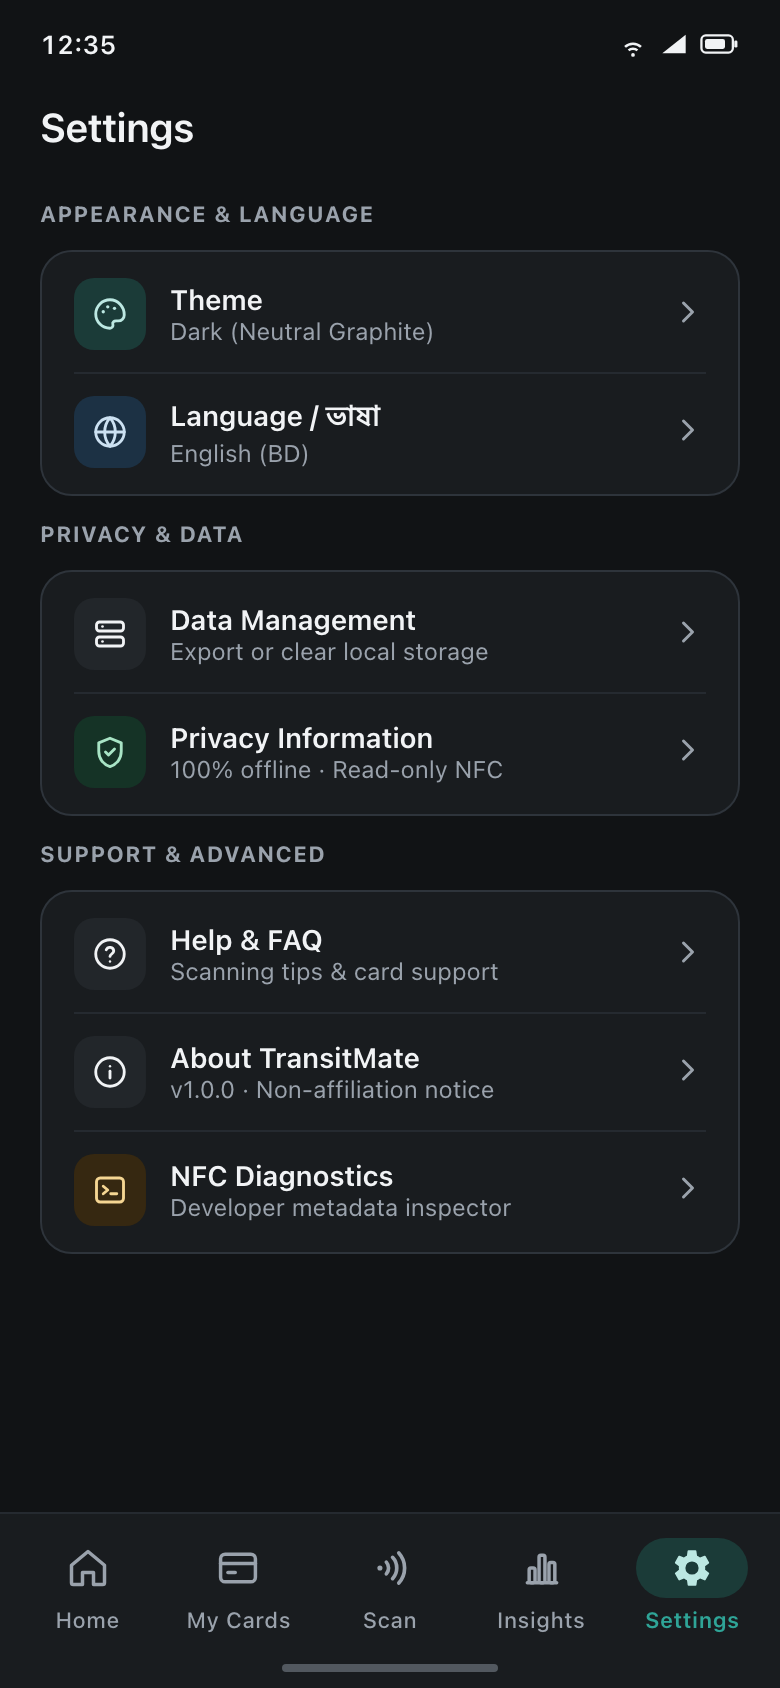 12:35
Settings
APPEARANCE & LANGUAGE
Theme
Dark (Neutral Graphite)
Language / ভাষা
English (BD)
PRIVACY & DATA
Data Management
Export or clear local storage
Privacy Information
100% offline · Read-only NFC
SUPPORT & ADVANCED
Help & FAQ
Scanning tips & card support
About TransitMate
v1.0.0 · Non-affiliation notice
NFC Diagnostics
Developer metadata inspector
Home
My Cards
Scan
Insights
Settings